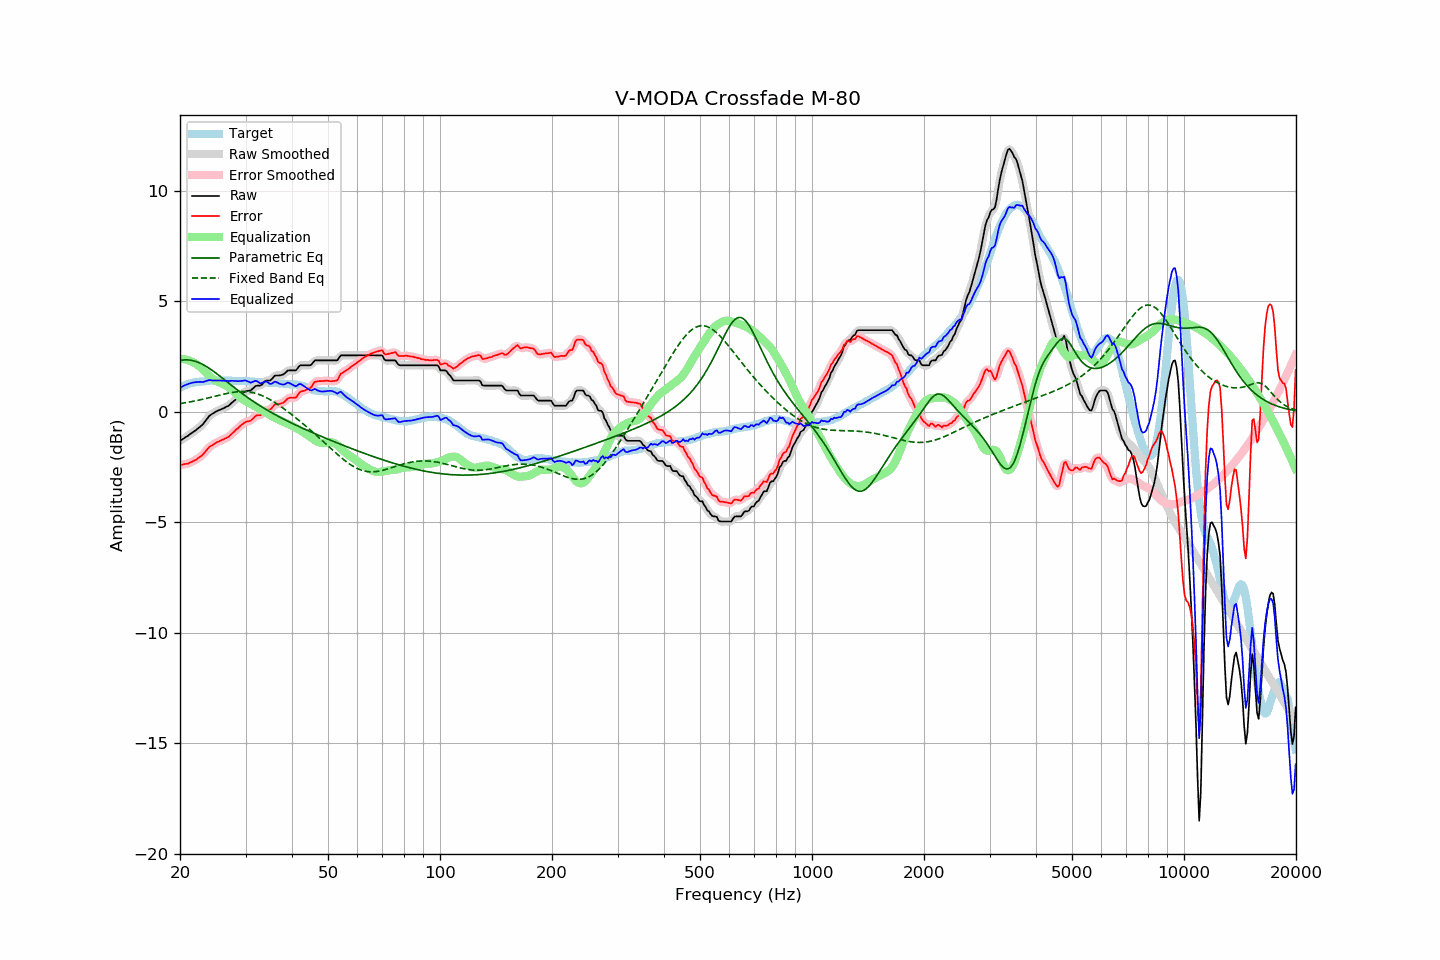 V-MODA Crossfade M-80
Target
Raw Smoothed
Error Smoothed
Raw
Error
Equalization
Parametric Eq
Fixed Band Eq
Equalized
Amplitude (dBr)
10
5
0
−5
−10
−15
−20
20 50 100 200 500 1000 2000 5000 10000 20000
Frequency (Hz)